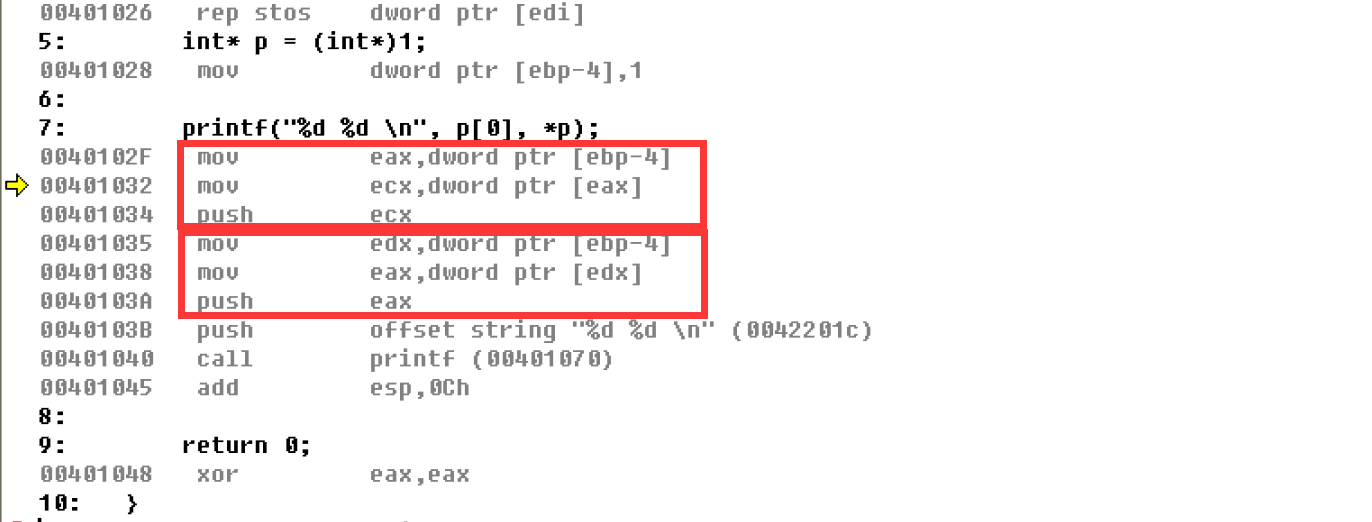 00401026 rep stos dword ptr [edi]
5: int* p = (int*)1;
00401028 mov dword ptr [ebp-4],1
6:
7: printf("%d %d \n", p[0], *p);
0040102F mov eax,dword ptr [ebp-4]
00401032 mov ecx,dword ptr [eax]
00401034 push ecx
00401035 mov edx,dword ptr [ebp-4]
00401038 mov eax,dword ptr [edx]
0040103A push eax
0040103B push offset string "%d %d \n" (0042201c)
00401040 call printf (00401070)
00401045 add esp,0Ch
8:
9: return 0;
00401048 xor eax,eax
10: }